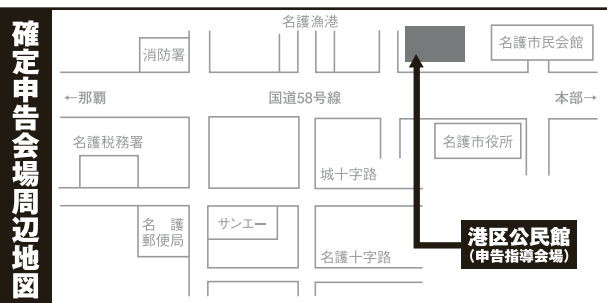 確定申告会場周辺地図
名護漁港
消防署
名護市民会館
←那覇
国道58号線
本部→
名護税務署
名護市役所
城十字路
名護
郵便局
サンエー
名護十字路
港区公民館
（申告指導会場）